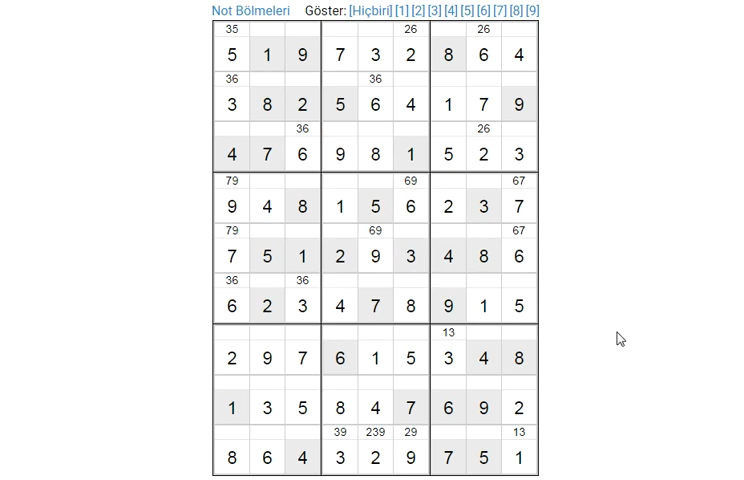 Not Bölmeleri Göster: [Hiçbiri] [1] [2] [3] [4] [5] [6] [7] [8] [9]
35 26 26
5 1 9 7 3 2 8 6 4
36 36
3 8 2 5 6 4 1 7 9
36 26
4 7 6 9 8 1 5 2 3
79 69 67
9 4 8 1 5 6 2 3 7
79 69 67
7 5 1 2 9 3 4 8 6
36 36
6 2 3 4 7 8 9 1 5
13
2 9 7 6 1 5 3 4 8
1 3 5 8 4 7 6 9 2
39 239 29 13
8 6 4 3 2 9 7 5 1